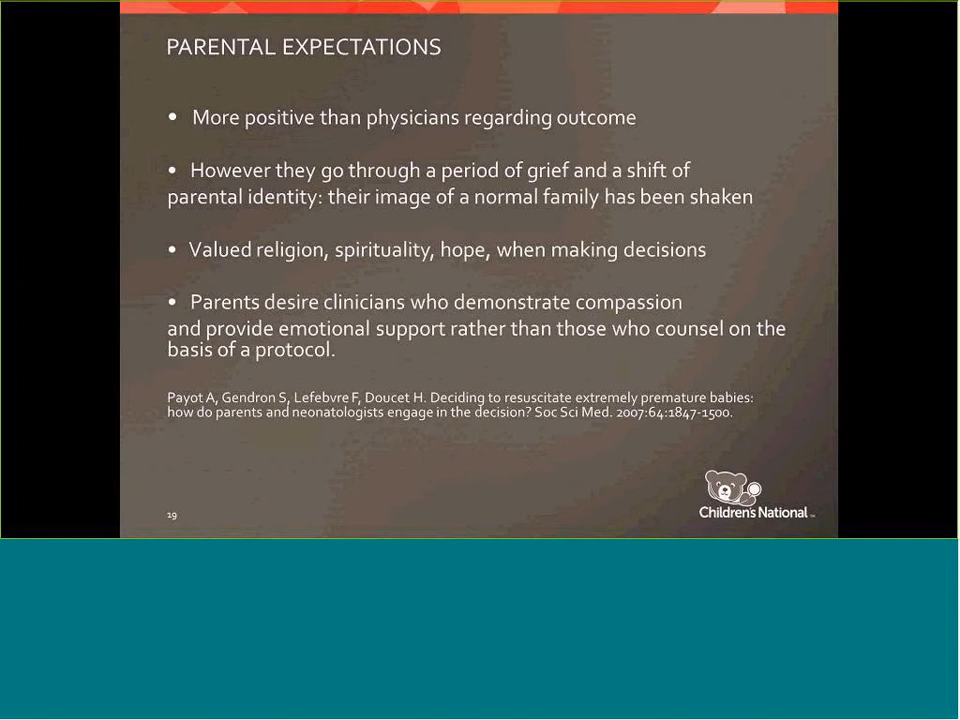 PARENTAL EXPECTATIONS
• More positive than physicians regarding outcome
• However they go through a period of grief and a shift of
parental identity: their image of a normal family has been shaken
• Valued religion, spirituality, hope, when making decisions
• Parents desire clinicians who demonstrate compassion
and provide emotional support rather than those who counsel on the
basis of a protocol.
Payot A, Gendron S, Lefebvre F, Doucet H. Deciding to resuscitate extremely premature babies:
how do parents and neonatologists engage in the decision? Soc Sci Med. 2007:64:1847-1500.
19
Children's National